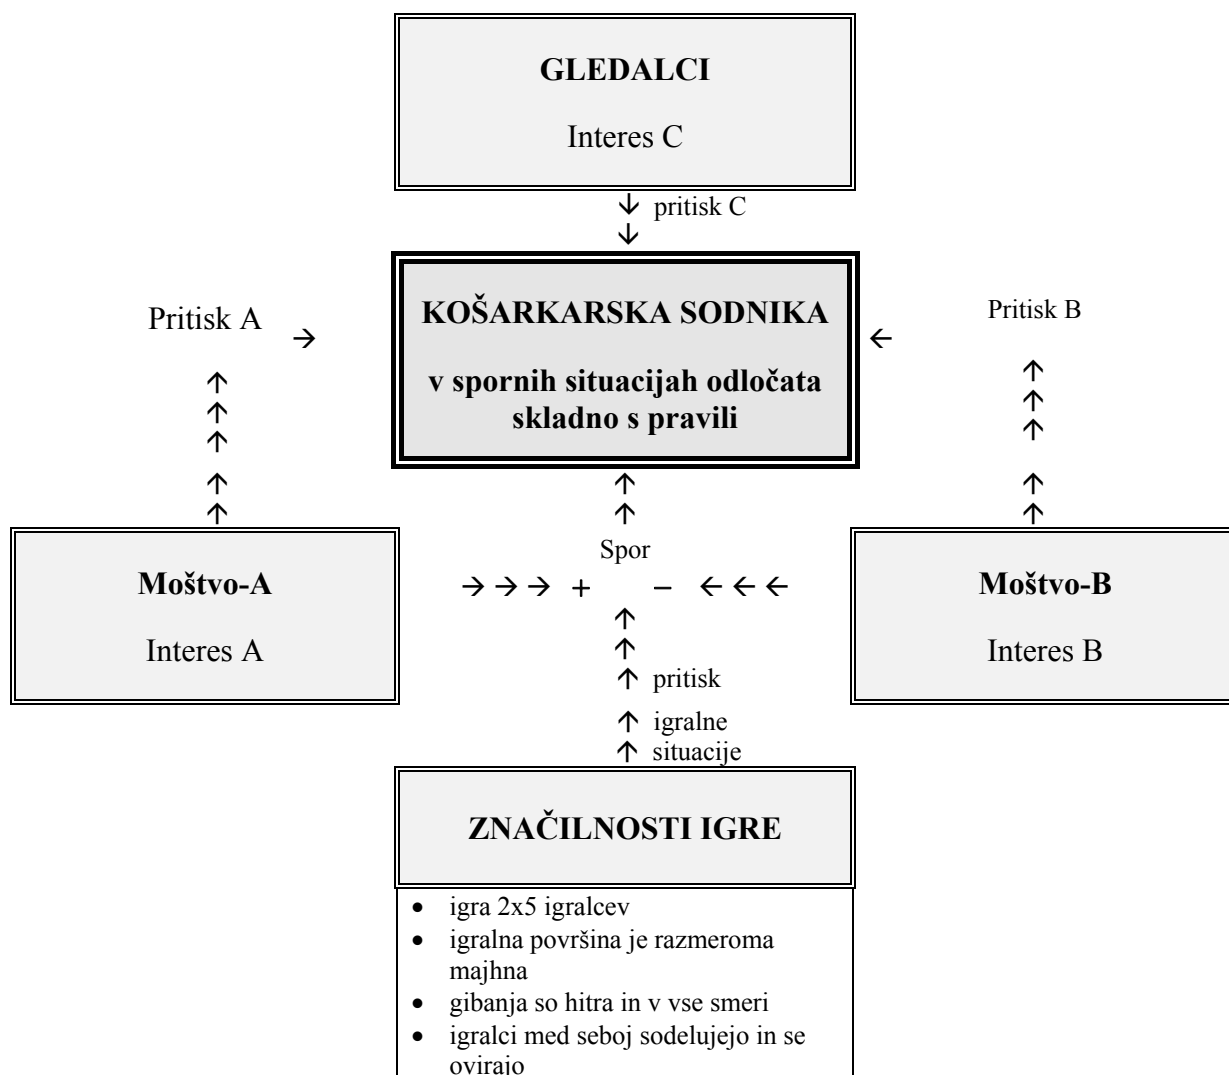 GLEDALCI
Interes C
pritisk C
KOŠARKARSKA SODNIKA
v spornih situacijah odločata
skladno s pravili
Pritisk A
Pritisk B
Spor
+ –
Moštvo-A
Interes A
Moštvo-B
Interes B
pritisk
igralne
situacije
ZNAČILNOSTI IGRE
• igra 2x5 igralcev
• igralna površina je razmeroma
majhna
• gibanja so hitra in v vse smeri
• igralci med seboj sodelujejo in se
ovirajo